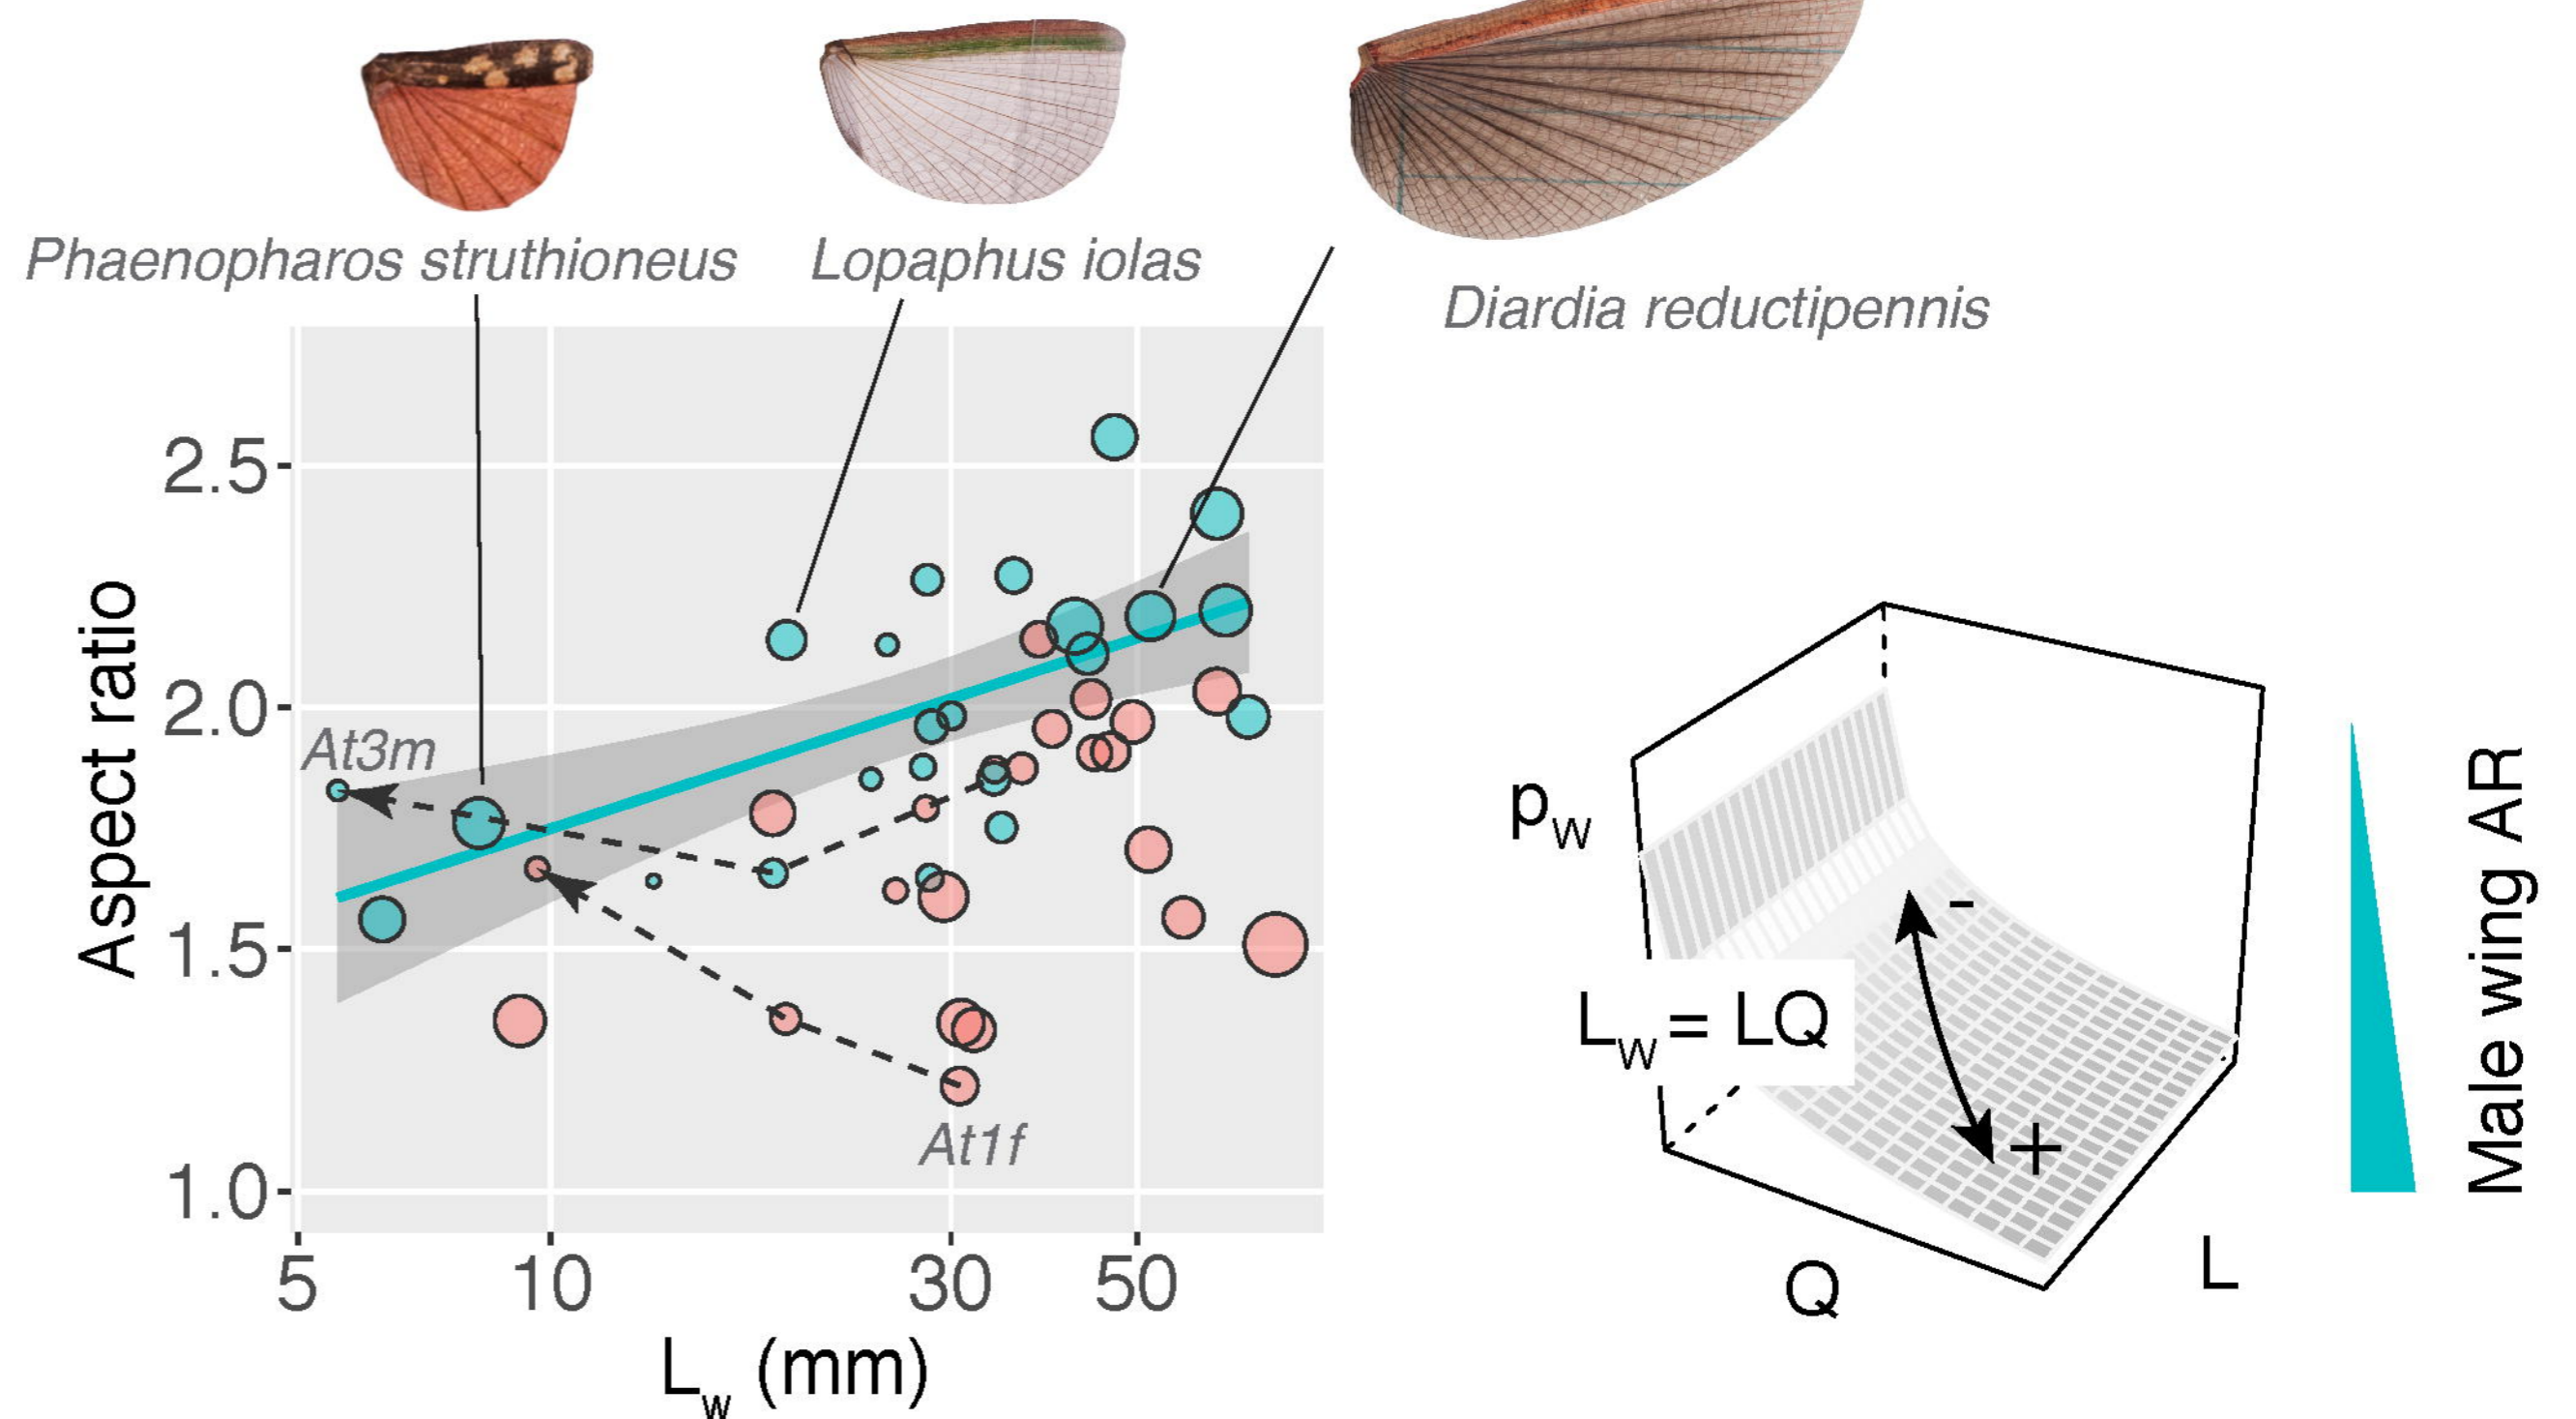 Phaenopharos struthioneus
Lopaphus iolas
Diardia reductipennis
Aspect ratio
2.5
2.0
1.5
1.0
At3m
At1f
5 10 30 50
Lw (mm)
pw
Lw = LQ
-
+
Q
L
Male wing AR